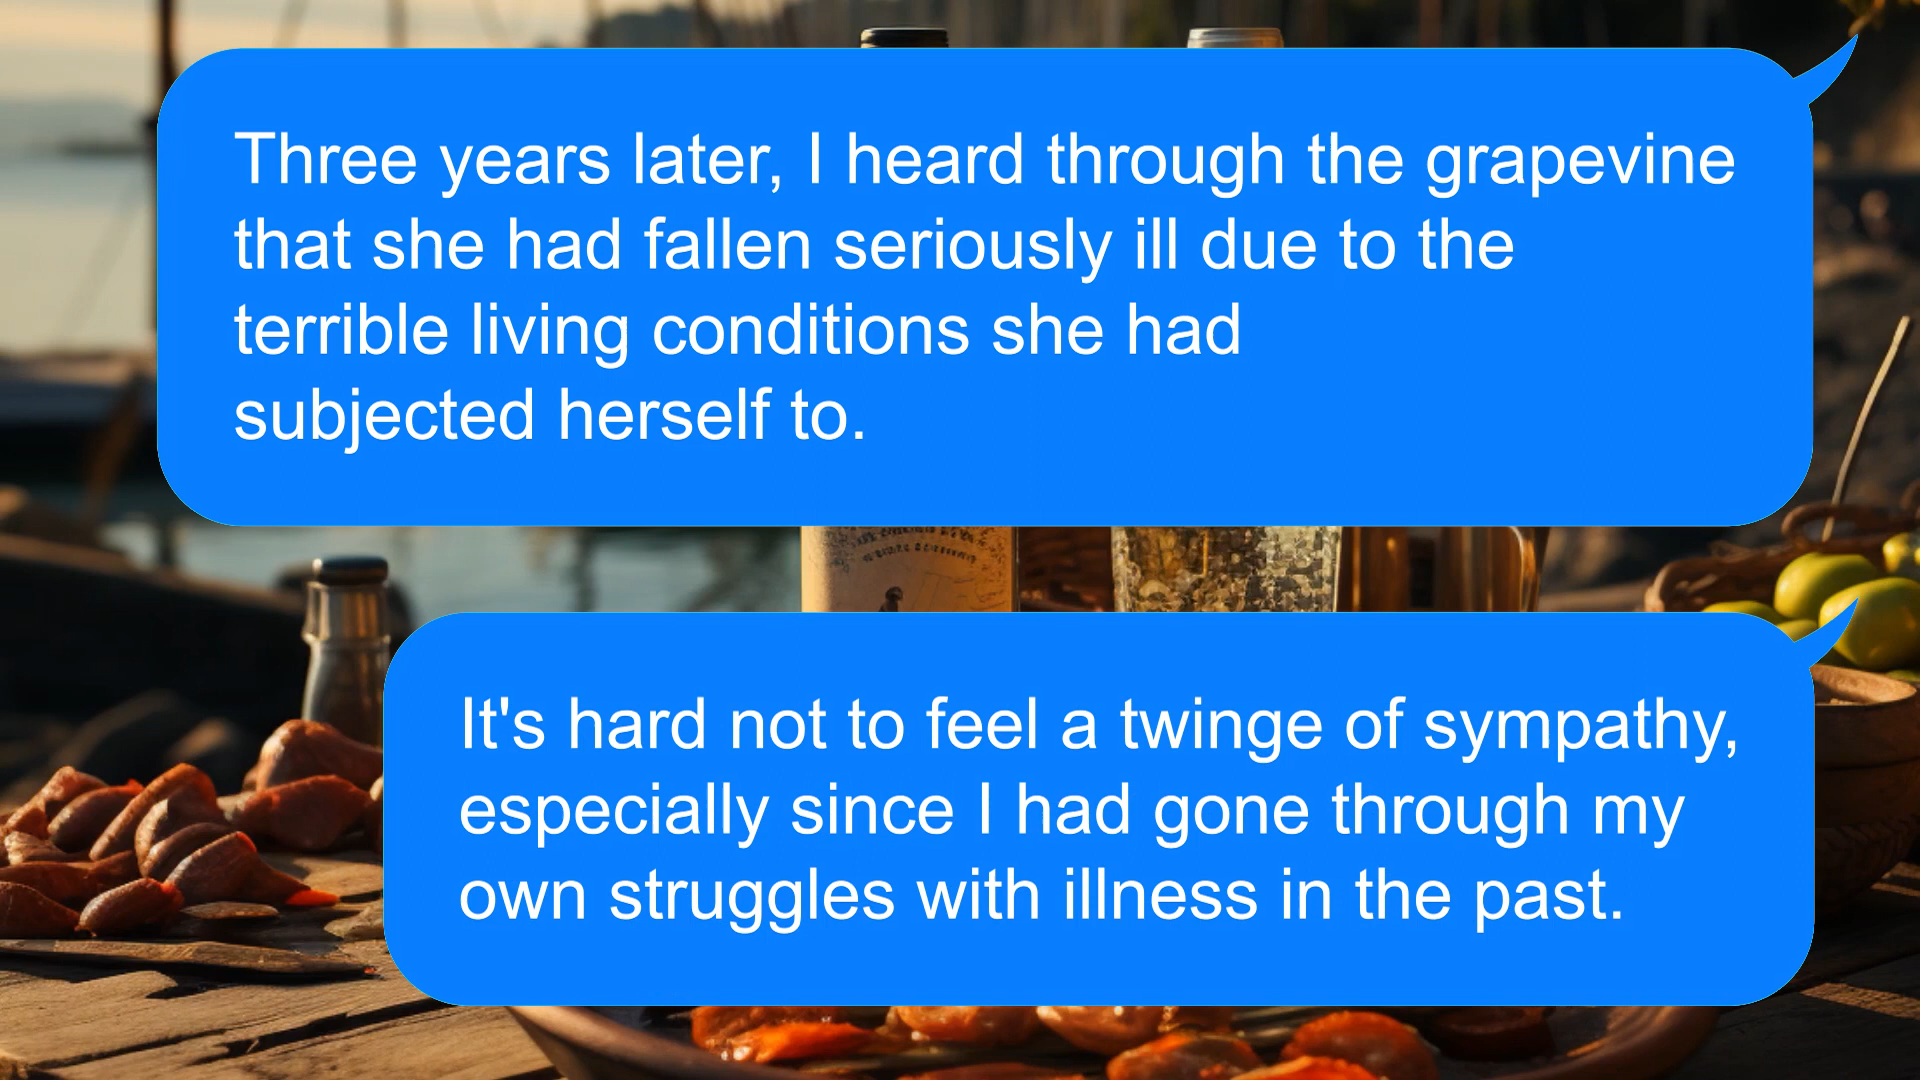 Three years later, I heard through the grapevine
that she had fallen seriously ill due to the
terrible living conditions she had
subjected herself to.
It's hard not to feel a twinge of sympathy,
especially since I had gone through my
own struggles with illness in the past.